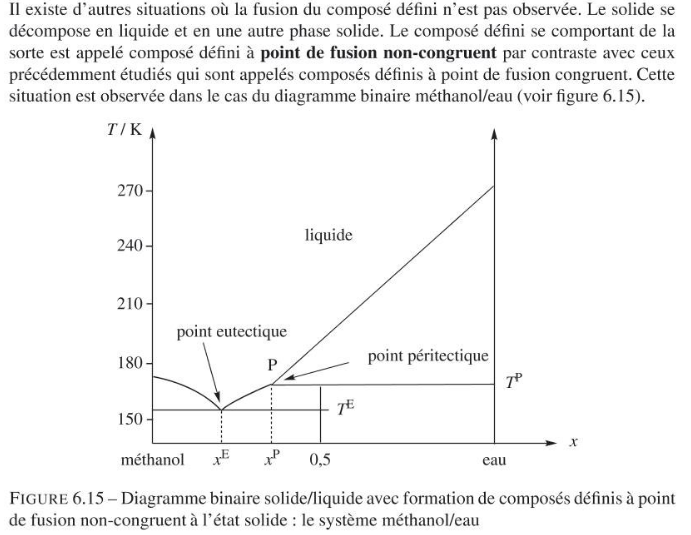 Il existe d'autres situations où la fusion du composé défini n'est pas observée. Le solide se
décompose en liquide et en une autre phase solide. Le composé défini se comportant de la
sorte est appelé composé défini à point de fusion non-congruent par contraste avec ceux
précédemment étudiés qui sont appelés composés définis à point de fusion congruent. Cette
situation est observée dans le cas du diagramme binaire méthanol/eau (voir figure 6.15).
T / K
270
liquide
240
210
point eutectique
180
P
point péritectique
T^P
150
T^E
x
méthanol
x^E
x^P
0,5
eau
FIGURE 6.15 – Diagramme binaire solide/liquide avec formation de composés définis à point
de fusion non-congruent à l'état solide : le système méthanol/eau